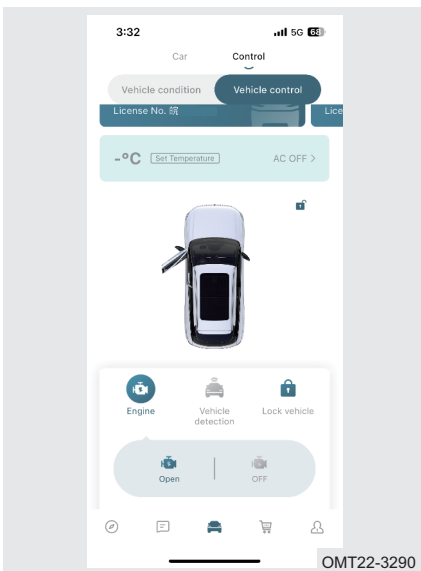 3:32
5G 68
Car Control
Vehicle condition Vehicle control
License No. 皖 Lice
-°C Set Temperature AC OFF >
Engine Vehicle detection Lock vehicle
Open OFF
OMT22-3290